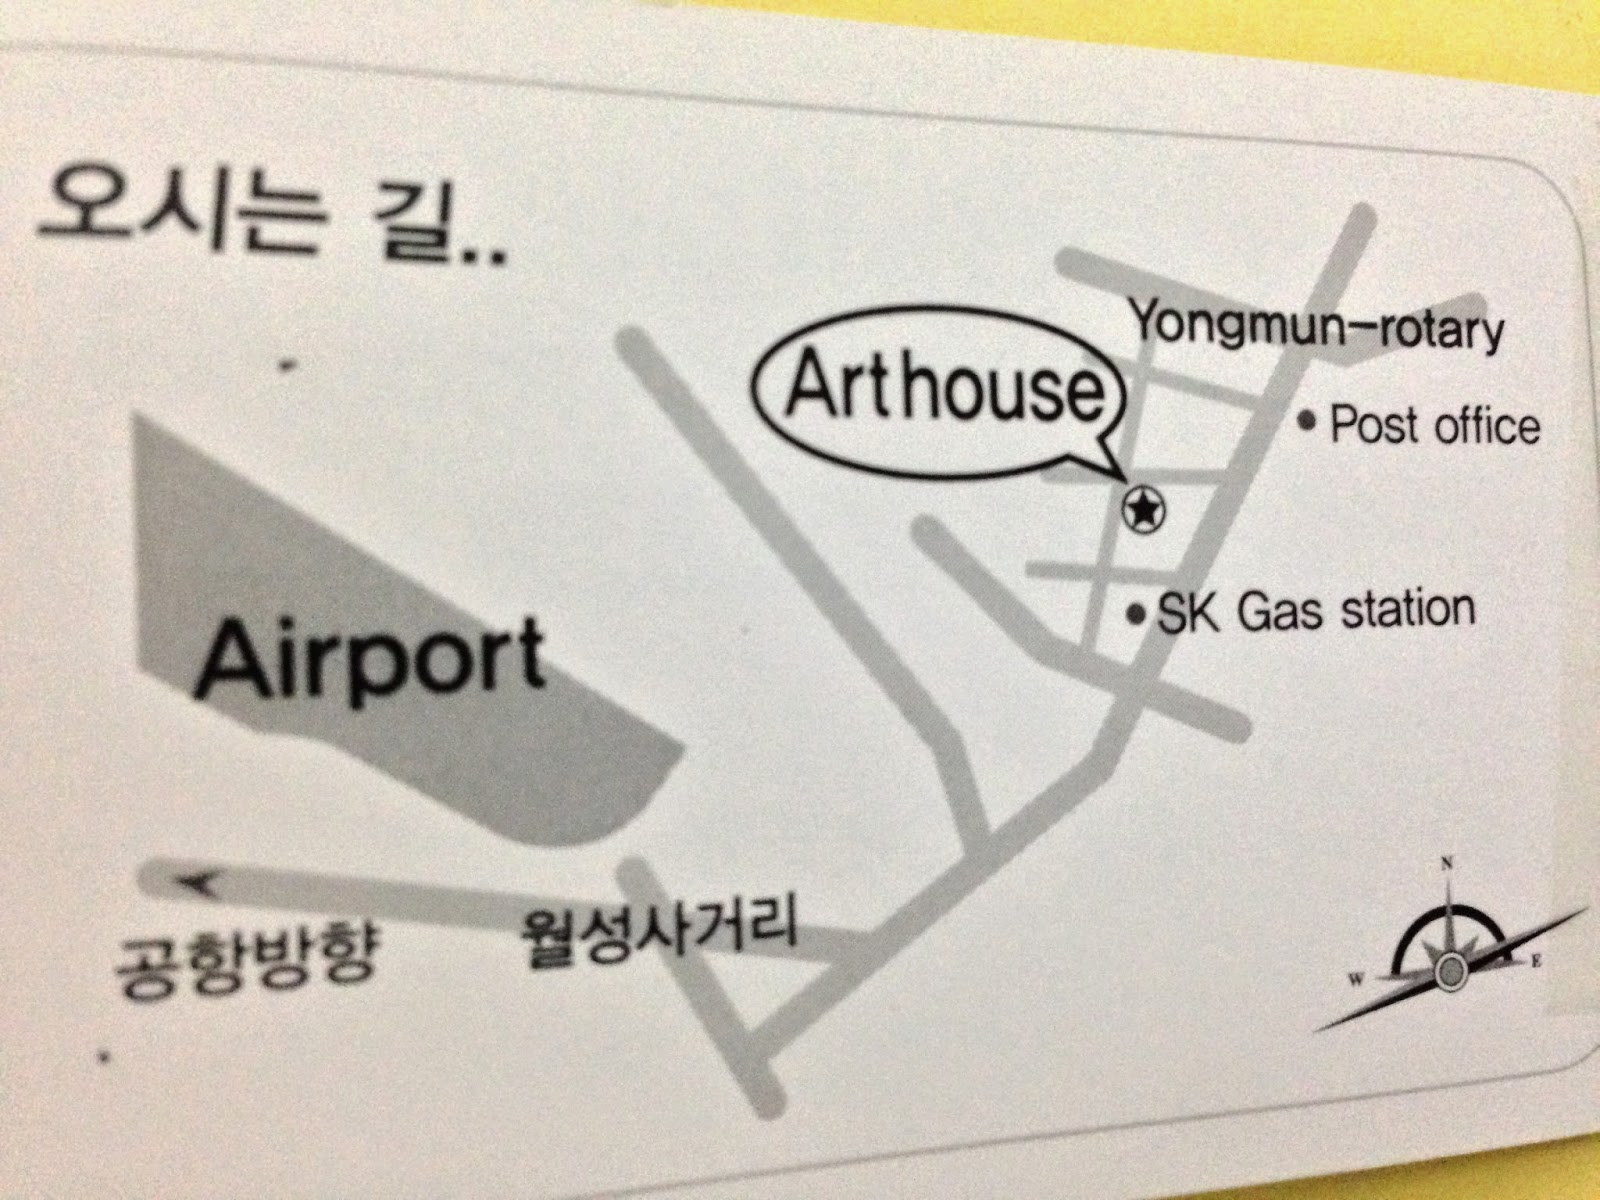 오시는 길..
Yongmun-rotary
Arthouse
Post office
SK Gas station
Airport
공항방향
월성사거리
N
W
E